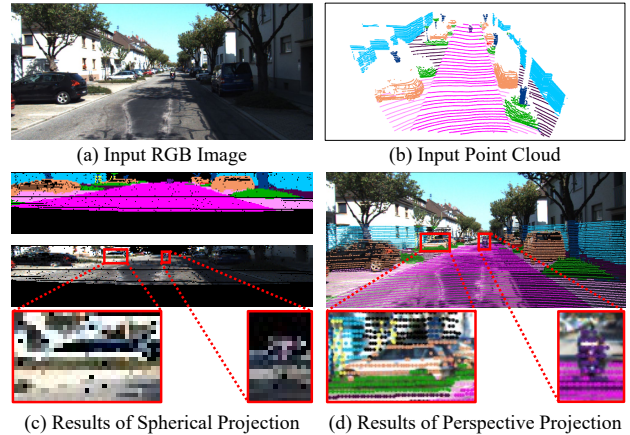 (a) Input RGB Image
(b) Input Point Cloud
(c) Results of Spherical Projection
(d) Results of Perspective Projection